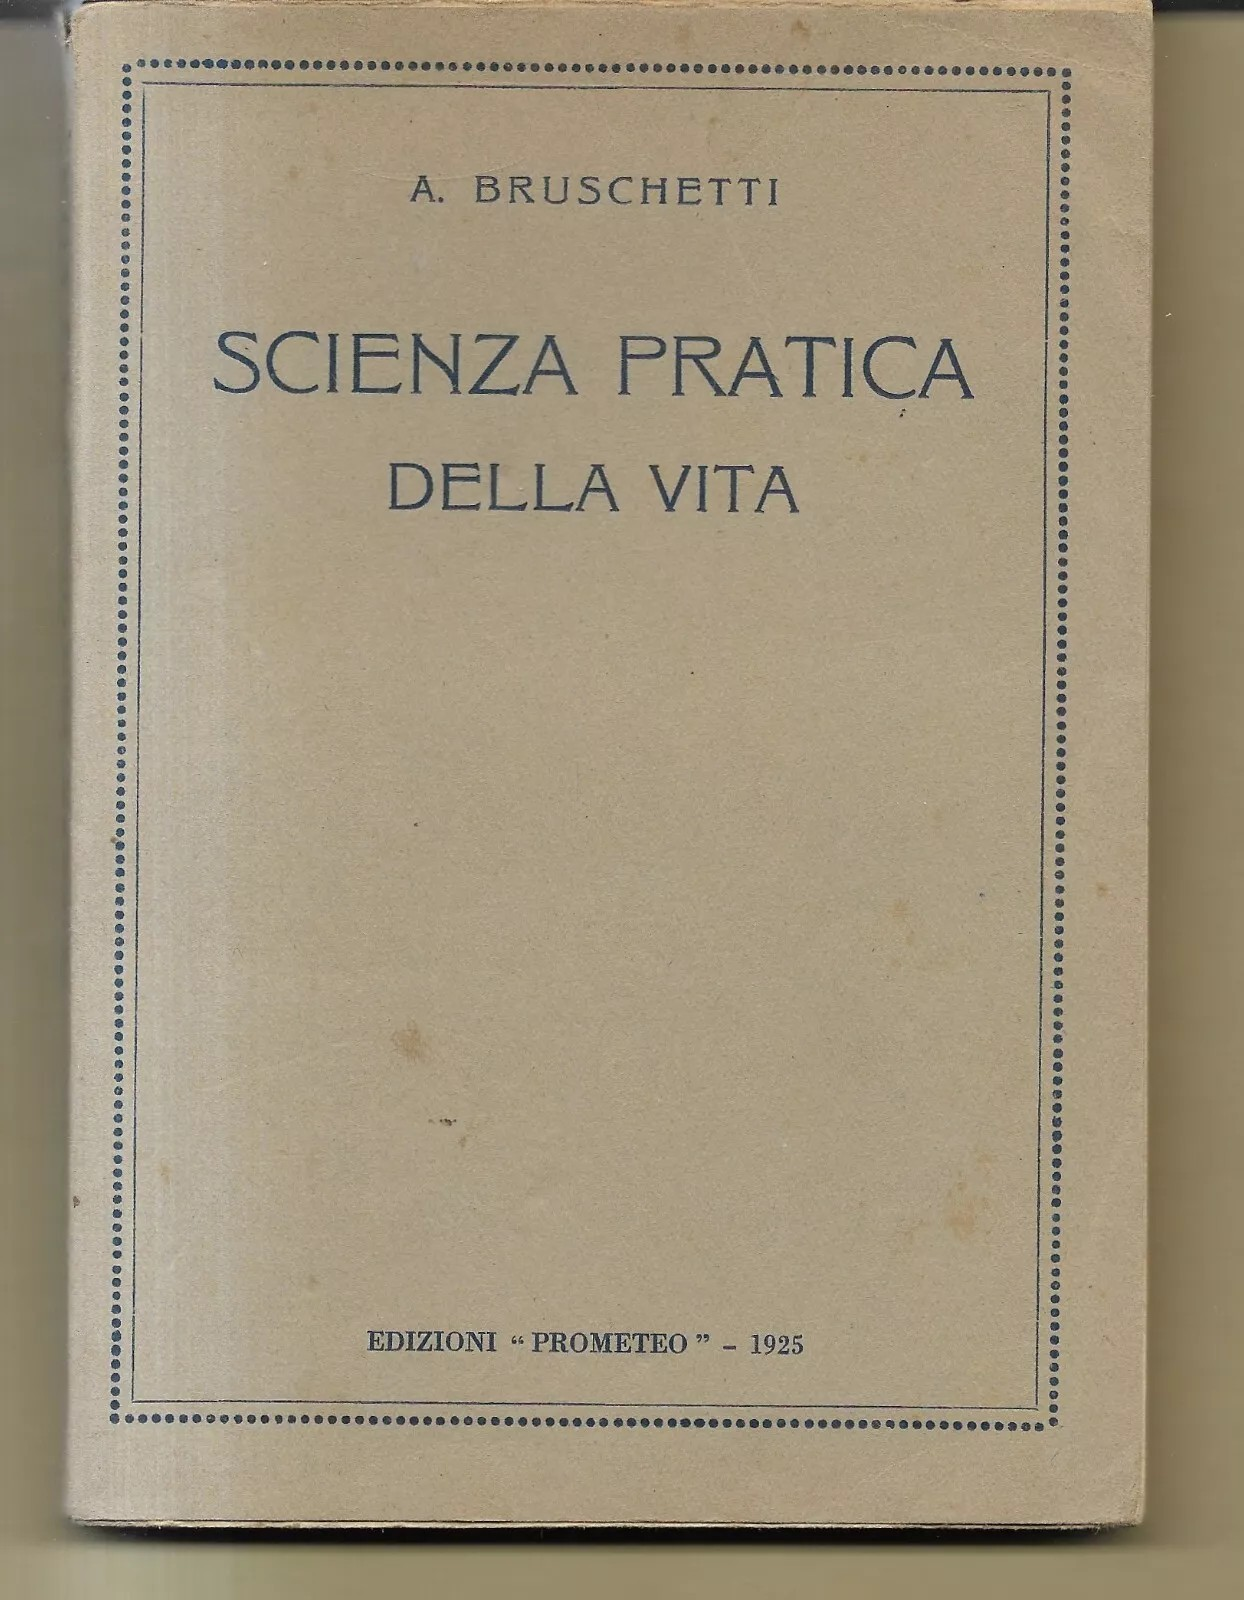 A. BRUSCHETTI
SCIENZA PRATICA
DELLA VITA
EDIZIONI “ PROMETEO ” - 1925